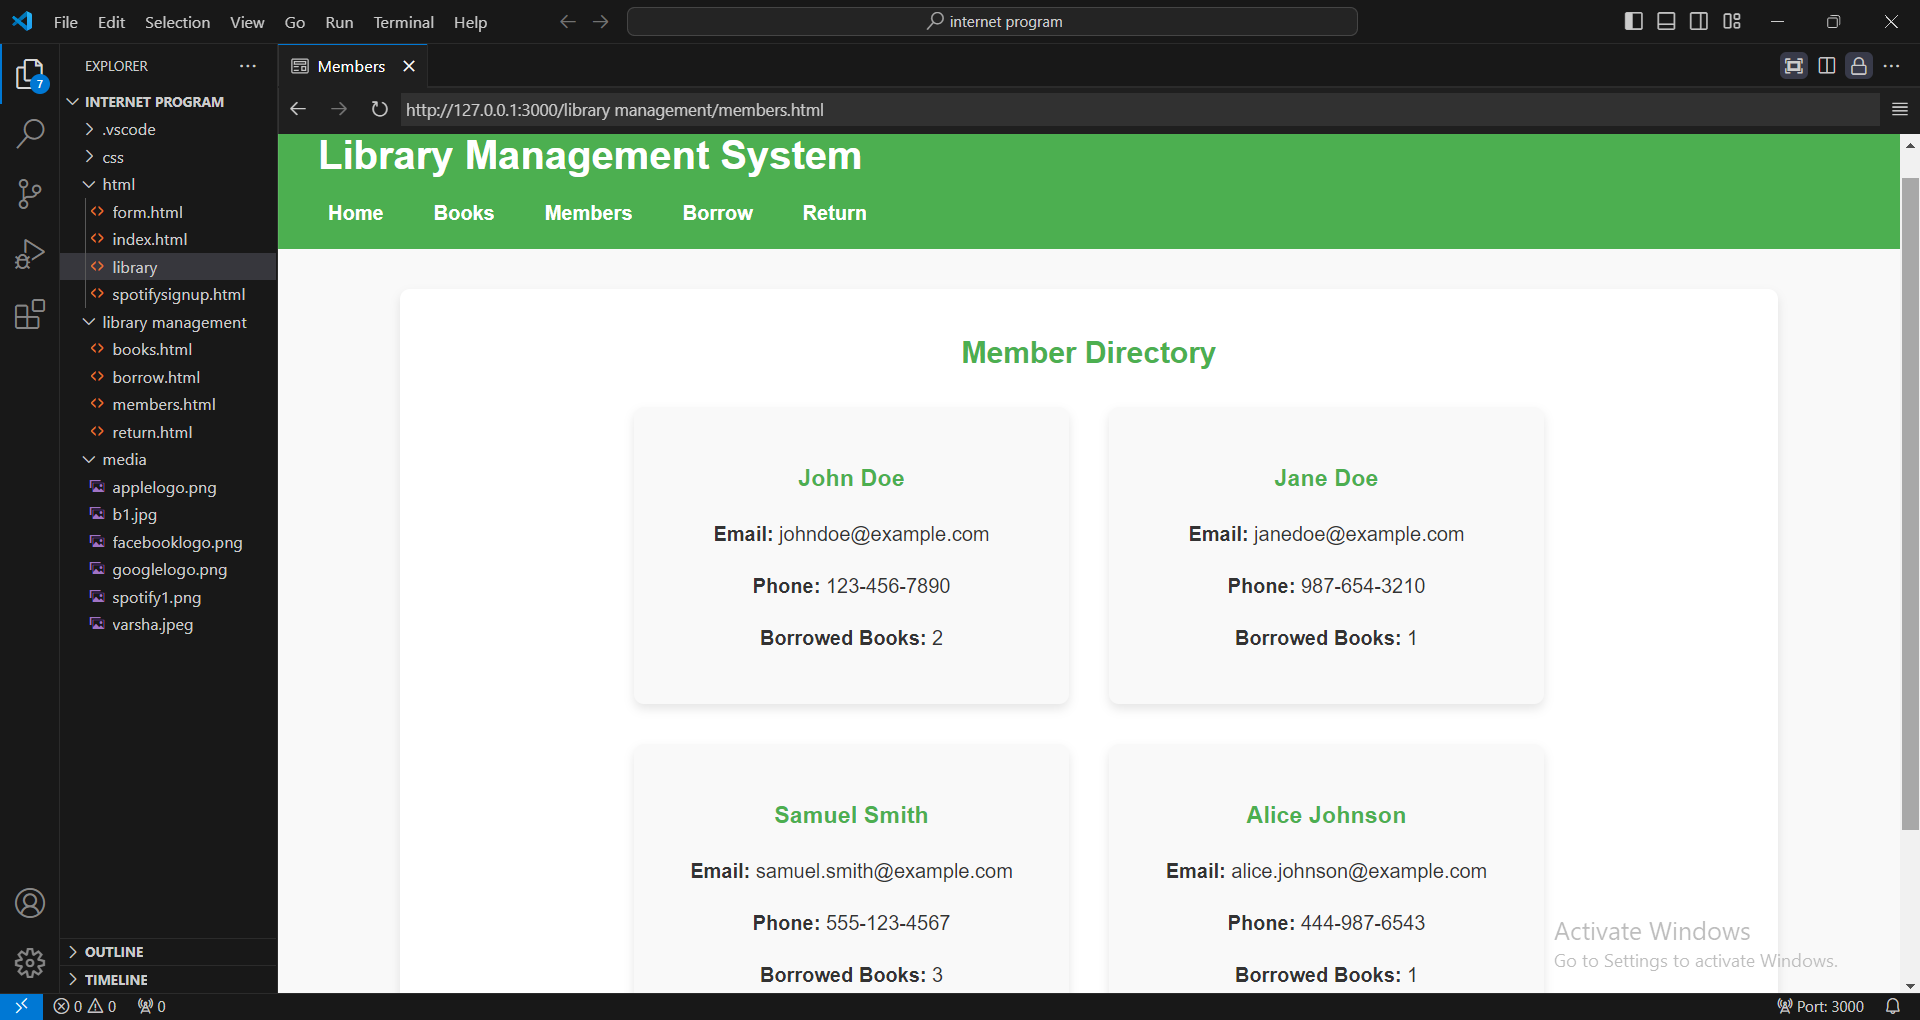 File Edit Selection View Go Run Terminal Help
internet program
EXPLORER
7
INTERNET PROGRAM
.vscode
css
html
form.html
index.html
library
spotifysignup.html
library management
books.html
borrow.html
members.html
return.html
media
applelogo.png
b1.jpg
facebooklogo.png
googlelogo.png
spotify1.png
varsha.jpeg
OUTLINE
TIMELINE
Members
http://127.0.0.1:3000/library management/members.html
Library Management System
Home Books Members Borrow Return
Member Directory
John Doe
Email: johndoe@example.com
Phone: 123-456-7890
Borrowed Books: 2
Jane Doe
Email: janedoe@example.com
Phone: 987-654-3210
Borrowed Books: 1
Samuel Smith
Email: samuel.smith@example.com
Phone: 555-123-4567
Borrowed Books: 3
Alice Johnson
Email: alice.johnson@example.com
Phone: 444-987-6543
Borrowed Books: 1
Activate Windows
Go to Settings to activate Windows.
0 0 0
Port: 3000